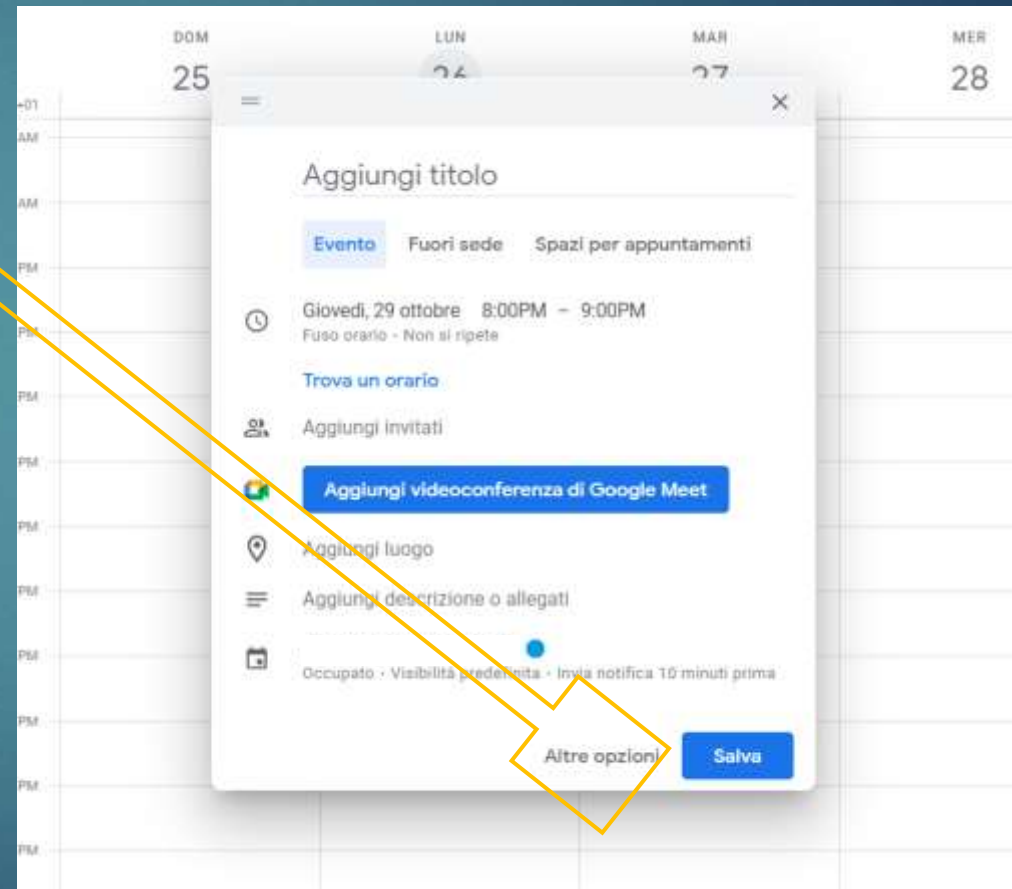 DOM LUN MAR MER
25 26 27 28
+01
AM
Aggiungi titolo
AM
Evento Fuori sede Spazi per appuntamenti
PM
Giovedì, 29 ottobre 8:00PM – 9:00PM
PM
Fuso orario - Non si ripete
Trova un orario
PM
Aggiungi invitati
PM
Aggiungi videoconferenza di Google Meet
PM
Aggiungi luogo
PM
Aggiungi descrizione o allegati
PM
Occupato - Visibilità predefinita - Invia notifica 10 minuti prima
PM
Altre opzioni Salva
PM
PM